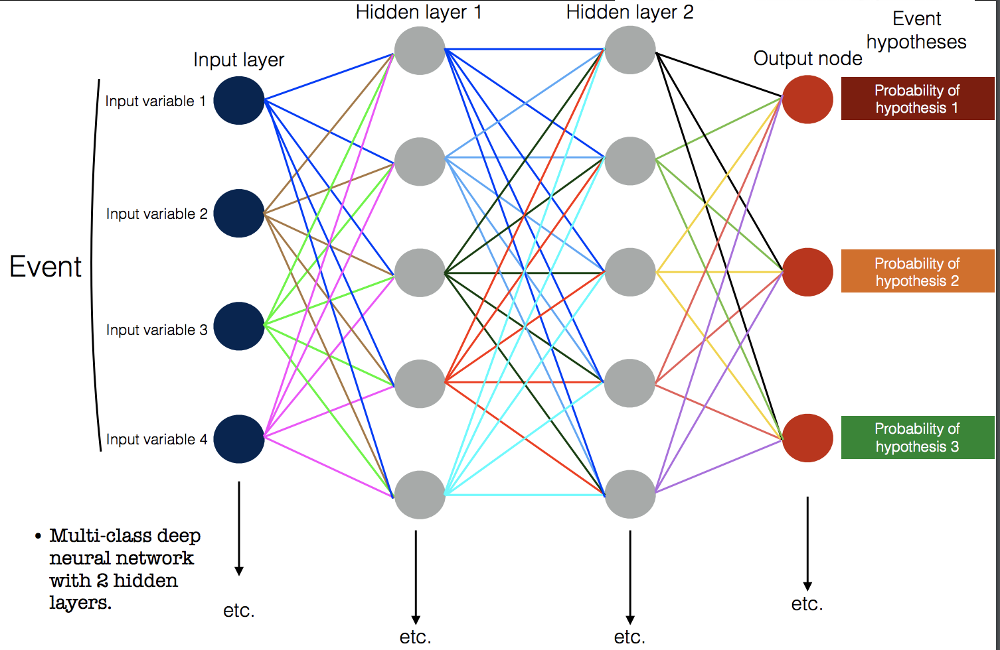 Hidden layer 1
Hidden layer 2
Event
hypotheses
Input layer
Output node
Input variable 1
Probability of
hypothesis 1
Input variable 2
Event
Probability of
hypothesis 2
Input variable 3
Input variable 4
Probability of
hypothesis 3
• Multi-class deep
neural network
with 2 hidden
layers.
etc.
etc.
etc.
etc.